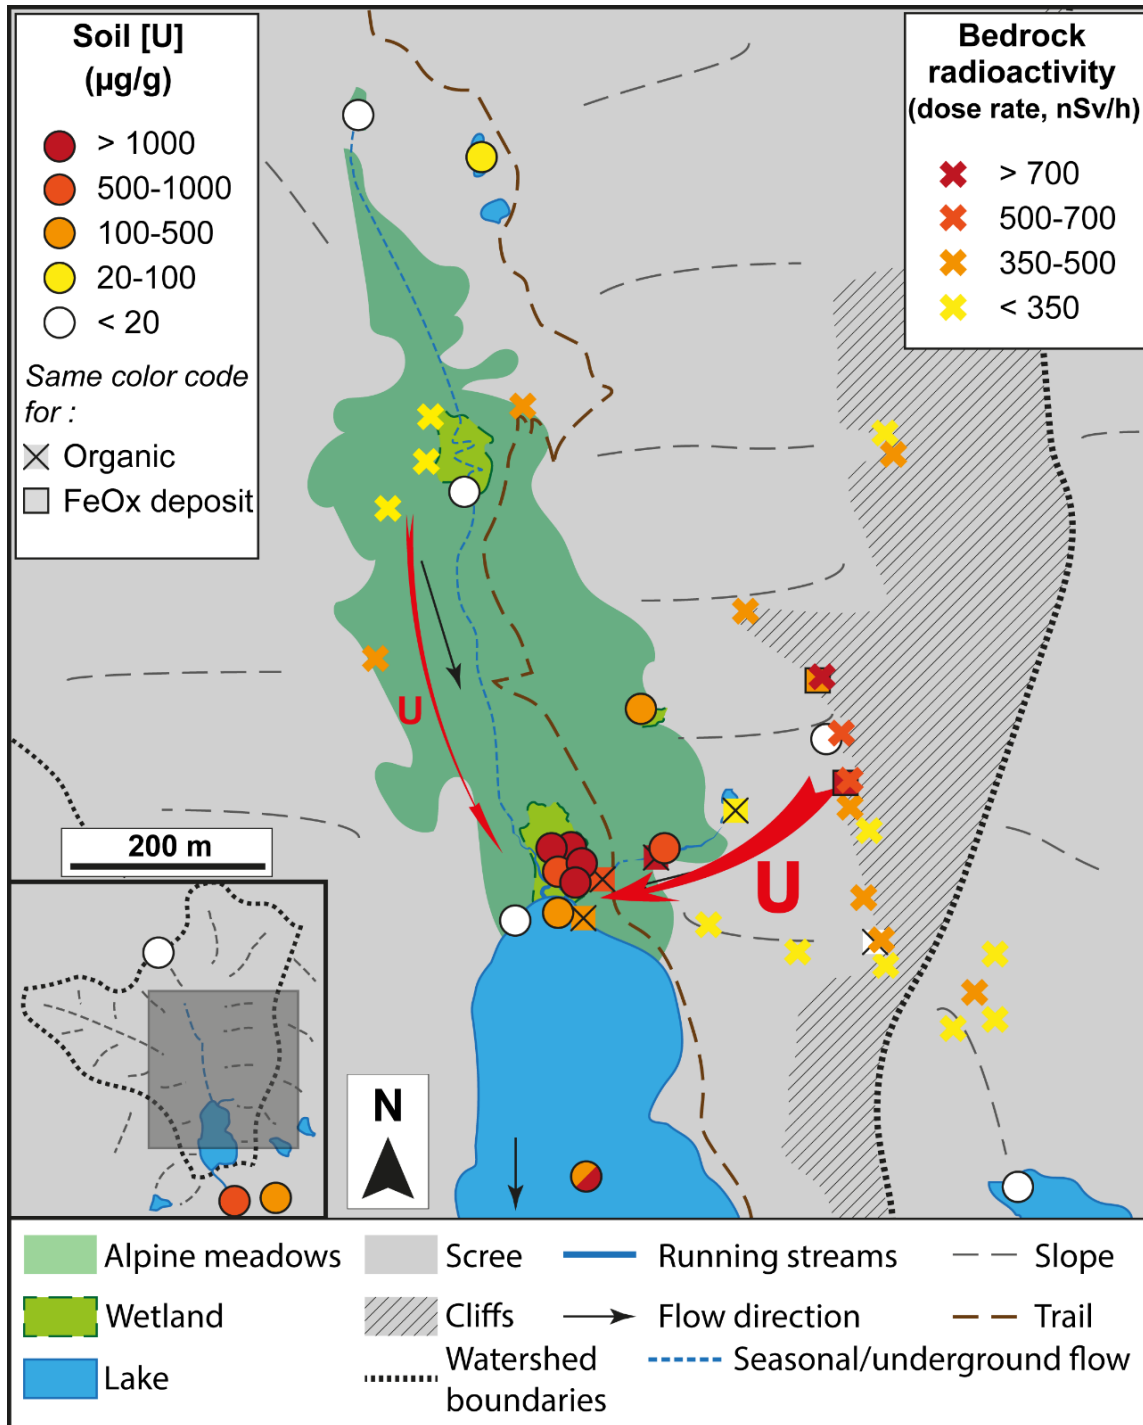 Soil [U]
(µg/g)
> 1000
500-1000
100-500
20-100
< 20
Same color code
for :
Organic
FeOx deposit
Bedrock
radioactivity
(dose rate, nSv/h)
> 700
500-700
350-500
< 350
U
U
200 m
N
Alpine meadows
Scree
Running streams
Slope
Wetland
Cliffs
Flow direction
Trail
Lake
Watershed
boundaries
Seasonal/underground flow